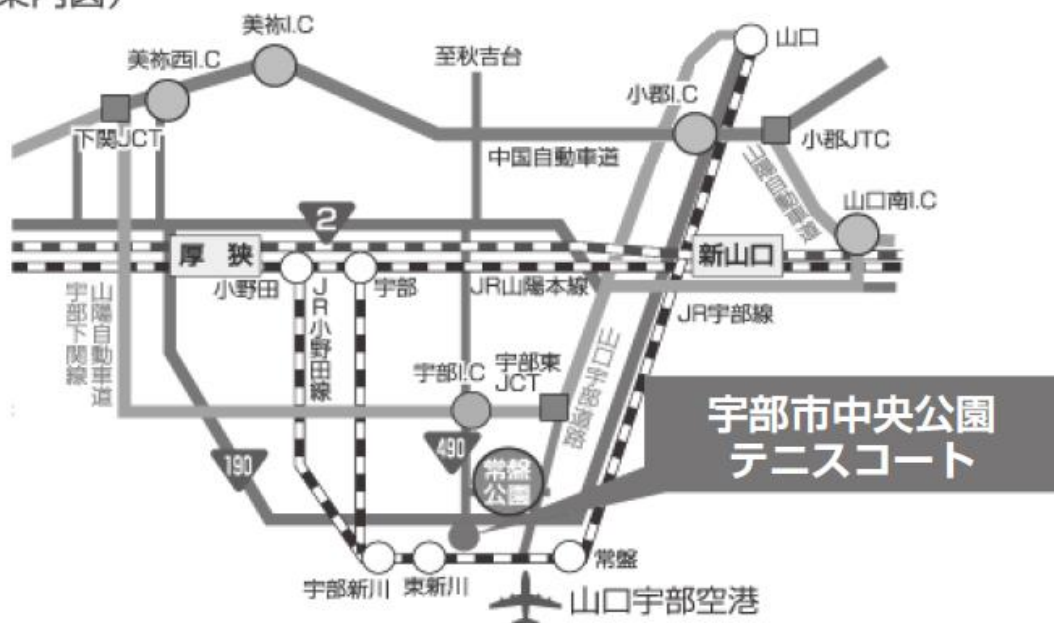 案内図)
美祢I.C
美祢西I.C
至秋吉台
山口
小郡I.C
下関JCT
中国自動車道
小郡JTC
山陽自動車道
山口南I.C
2
厚 狭
新山口
小野田
宇部
JR山陽本線
JR宇部線
JR小野田線
山陽自動車道
宇部下関線
山口宇部道路
宇部I.C
宇部東
JCT
宇部市中央公園
テニスコート
190
490
常盤
公園
宇部新川
東新川
常盤
山口宇部空港